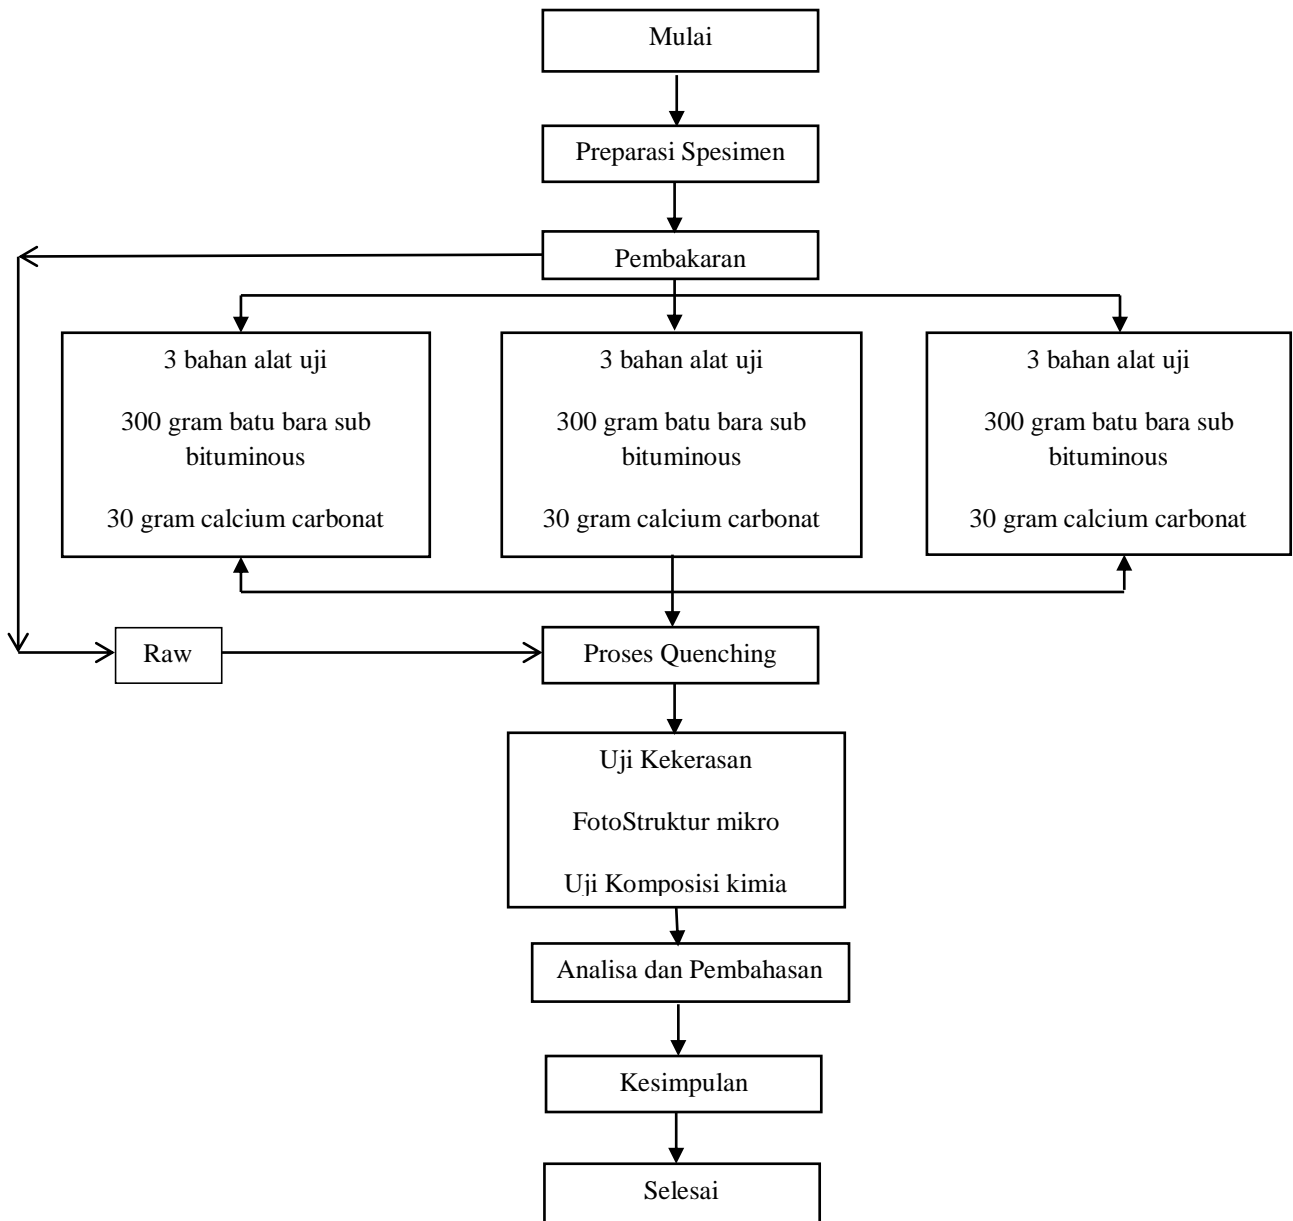 Mulai
Preparasi Spesimen
Pembakaran
3 bahan alat uji
300 gram batu bara sub
bituminous
30 gram calcium carbonat
3 bahan alat uji
300 gram batu bara sub
bituminous
30 gram calcium carbonat
3 bahan alat uji
300 gram batu bara sub
bituminous
30 gram calcium carbonat
Raw
Proses Quenching
Uji Kekerasan
FotoStruktur mikro
Uji Komposisi kimia
Analisa dan Pembahasan
Kesimpulan
Selesai